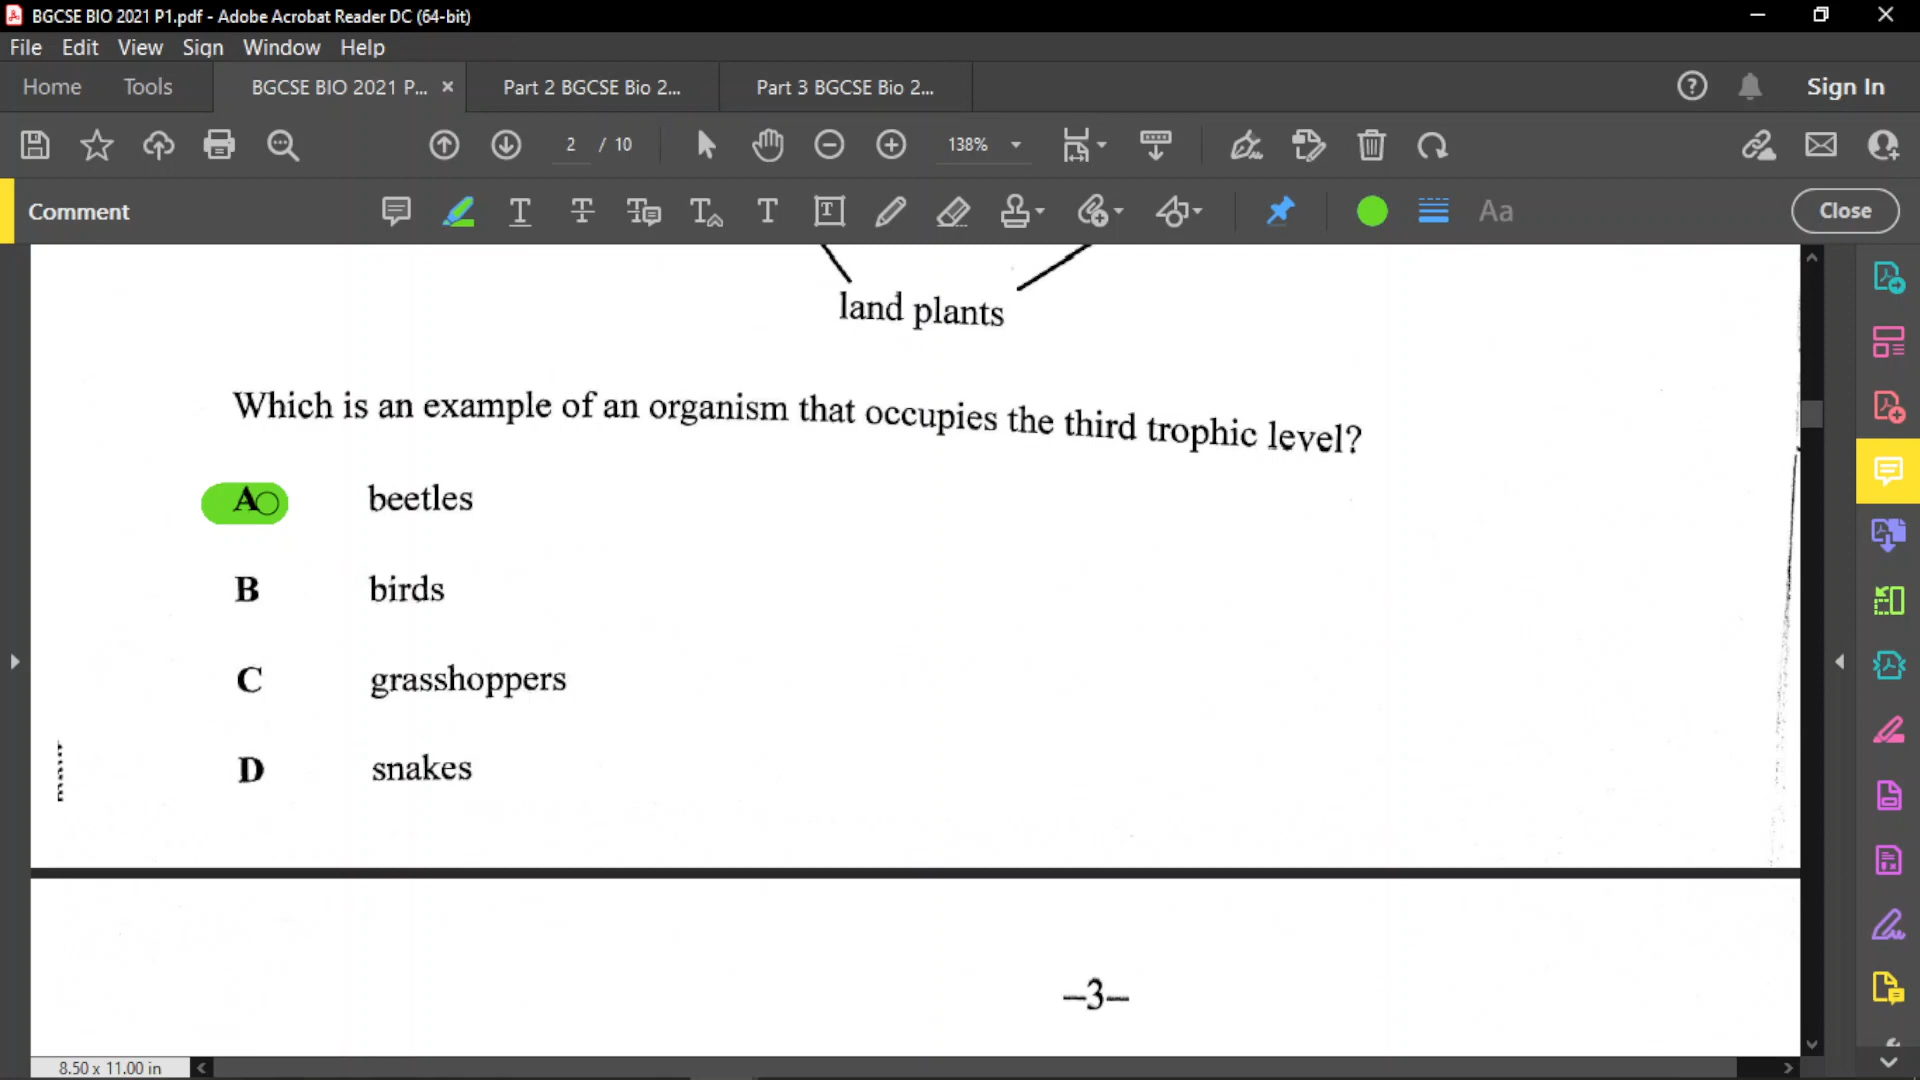 BGCSE BIO 2021 P1.pdf - Adobe Acrobat Reader DC (64-bit)
File Edit View Sign Window Help
Home Tools BGCSE BIO 2021 P... × Part 2 BGCSE Bio 2... Part 3 BGCSE Bio 2... Sign In
2 / 10 138%
Comment Aa Close
land plants
Which is an example of an organism that occupies the third trophic level?
A beetles
B birds
C grasshoppers
D snakes
–3–
8.50 x 11.00 in